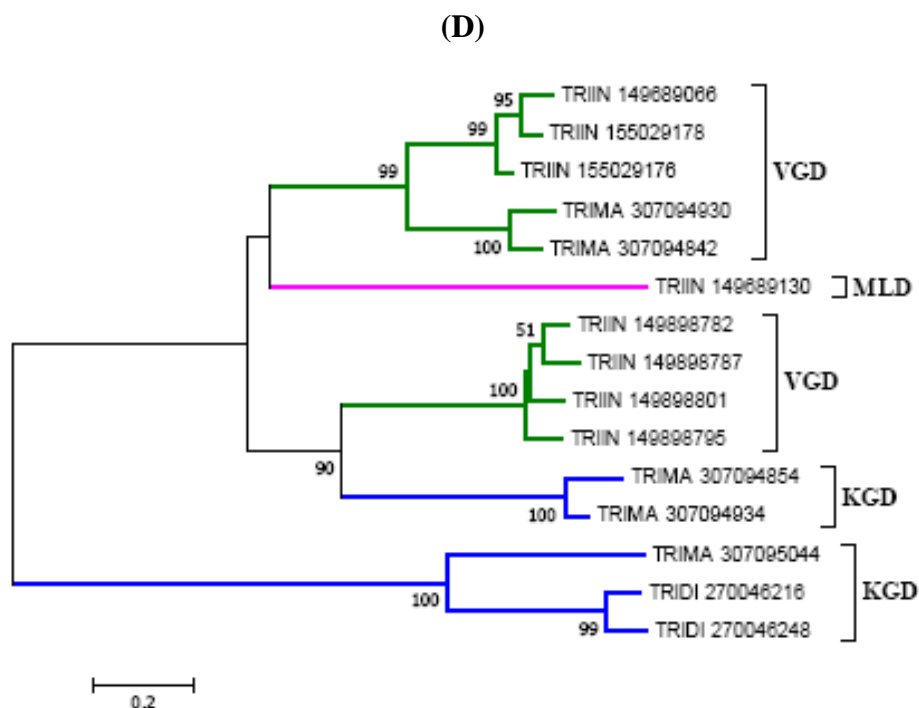 (D)
95
TRIIN 149689066
TRIIN 155029178
99
TRIIN 155029176
99
VGD
TRIMA 307094930
100
TRIMA 307094842
TRIIN 149689130
MLD
51
TRIIN 149898782
TRIIN 149898787
100
TRIIN 149898801
VGD
TRIIN 149898795
90
TRIMA 307094854
100
TRIMA 307094934
KGD
TRIMA 307095044
100
TRIDI 270046216
KGD
99
TRIDI 270046248
0.2